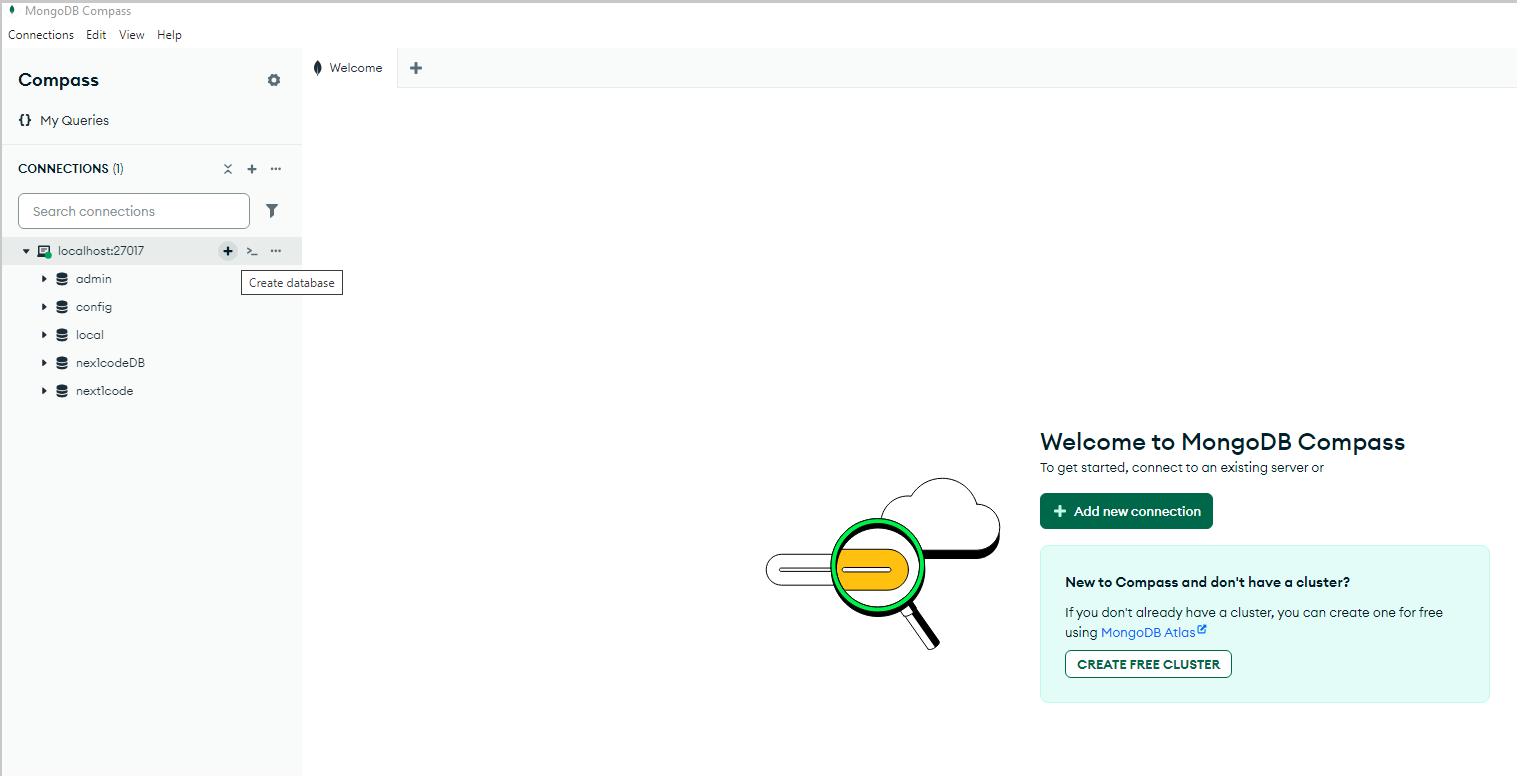 MongoDB Compass
Connections Edit View Help
Compass
Welcome
My Queries
CONNECTIONS (1)
Search connections
localhost:27017
admin
Create database
config
local
nex1codeDB
next1code
Welcome to MongoDB Compass
To get started, connect to an existing server or
Add new connection
New to Compass and don't have a cluster?
If you don't already have a cluster, you can create one for free
using MongoDB Atlas
CREATE FREE CLUSTER